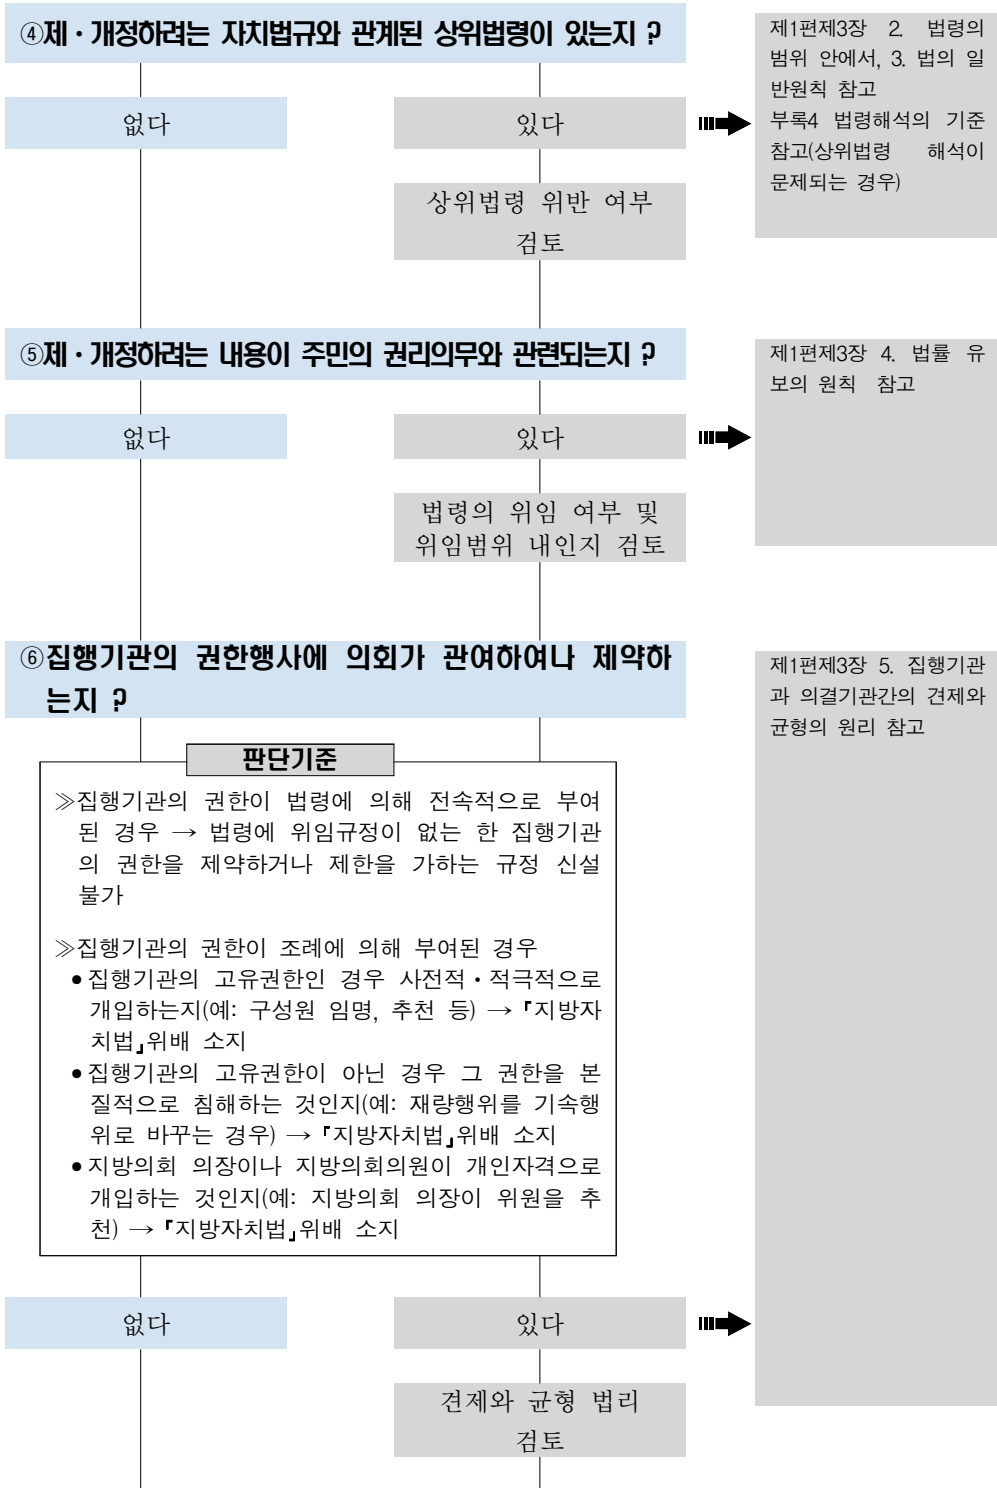 ④제・개정하려는 자치법규와 관계된 상위법령이 있는지 ?
없다
있다
상위법령 위반 여부
검토
제1편제3장 2. 법령의
범위 안에서, 3. 법의 일
반원칙 참고
부록4 법령해석의 기준
참고(상위법령 해석이
문제되는 경우)
⑤제・개정하려는 내용이 주민의 권리의무와 관련되는지 ?
없다
있다
법령의 위임 여부 및
위임범위 내인지 검토
제1편제3장 4. 법률 유
보의 원칙 참고
⑥집행기관의 권한행사에 의회가 관여하여나 제약하
는지 ?
제1편제3장 5. 집행기관
과 의결기관간의 견제와
균형의 원리 참고
판단기준
≫집행기관의 권한이 법령에 의해 전속적으로 부여
된 경우 → 법령에 위임규정이 없는 한 집행기관
의 권한을 제약하거나 제한을 가하는 규정 신설
불가
≫집행기관의 권한이 조례에 의해 부여된 경우
●집행기관의 고유권한인 경우 사전적・적극적으로
개입하는지(예: 구성원 임명, 추천 등) →『지방자
치법』위배 소지
●집행기관의 고유권한이 아닌 경우 그 권한을 본
질적으로 침해하는 것인지(예: 재량행위를 기속행
위로 바꾸는 경우) →『지방자치법』위배 소지
●지방의회 의장이나 지방의회의원이 개인자격으로
개입하는 것인지(예: 지방의회 의장이 위원을 추
천) →『지방자치법』위배 소지
없다
있다
견제와 균형 법리
검토